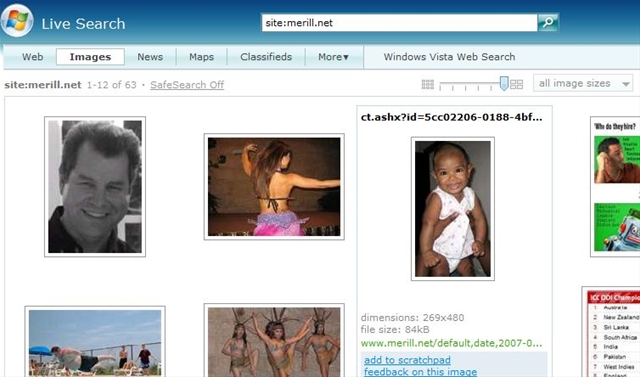 Live Search
site:merill.net
Web Images News Maps Classifieds More▾ Windows Vista Web Search
site:merill.net 1-12 of 63 · SafeSearch Off
all image sizes
ct.ashx?id=5cc02206-0188-4bf...
dimensions: 269x480
file size: 84kB
www.merill.net/default,date,2007-0...
add to scratchpad
feedback on this image
Who do they hire?
ICC ODI Champio
1 Australia
2 New Zealand
3 Sri Lanka
4 South Africa
5 India
6 Pakistan
7 West Indies
8 England